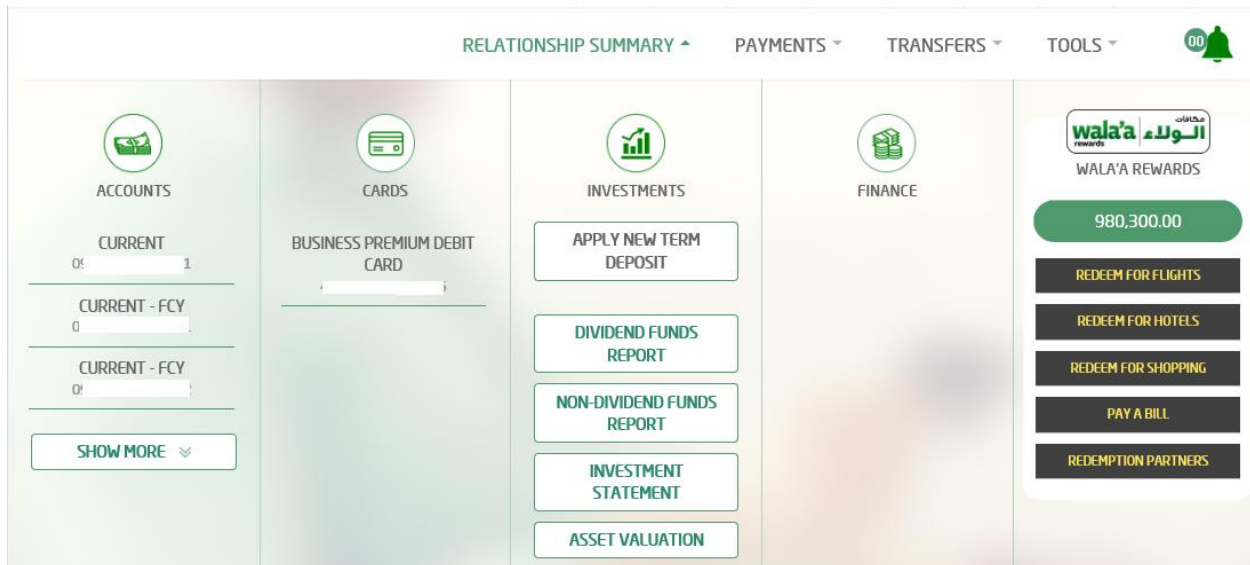 RELATIONSHIP SUMMARY
PAYMENTS
TRANSFERS
TOOLS
00
ACCOUNTS
CURRENT
CURRENT - FCY
CURRENT - FCY
SHOW MORE
CARDS
BUSINESS PREMIUM DEBIT
CARD
INVESTMENTS
APPLY NEW TERM
DEPOSIT
DIVIDEND FUNDS
REPORT
NON-DIVIDEND FUNDS
REPORT
INVESTMENT
STATEMENT
ASSET VALUATION
FINANCE
مكافآت
wala'a الولاء
rewards
WALA'A REWARDS
980,300.00
REDEEM FOR FLIGHTS
REDEEM FOR HOTELS
REDEEM FOR SHOPPING
PAY A BILL
REDEMPTION PARTNERS